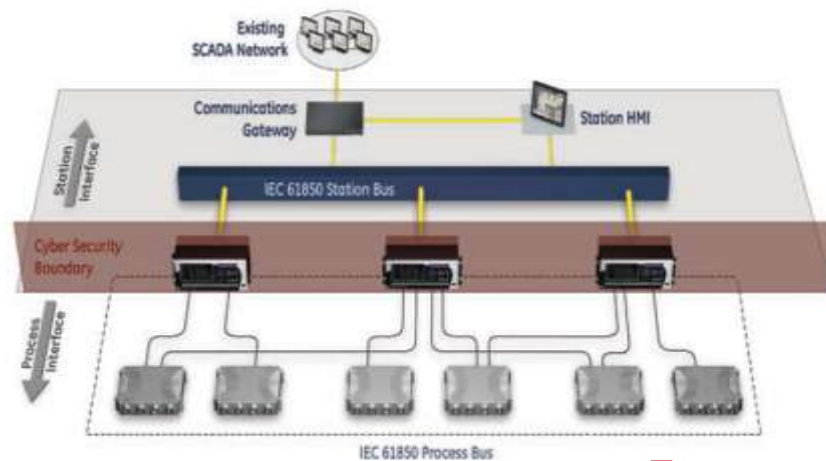 Existing
SCADA Network
Communications
Gateway
Station HMI
Station
Interface
IEC 61850 Station Bus
Cyber Security
Boundary
Process
Interface
IEC 61850 Process Bus